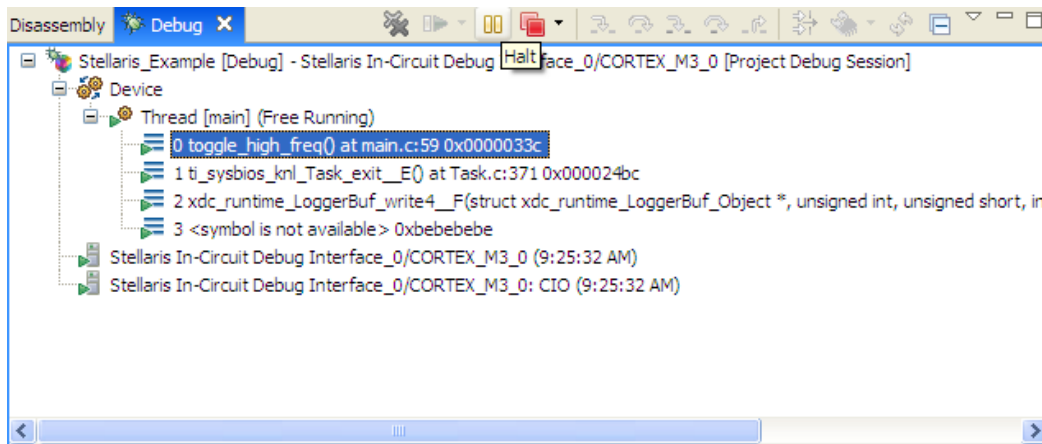 Disassembly Debug
Halt
Stellaris_Example [Debug] - Stellaris In-Circuit Debug face_0/CORTEX_M3_0 [Project Debug Session]
Device
Thread [main] (Free Running)
0 toggle_high_freq() at main.c:59 0x0000033c
1 ti_sysbios_knl_Task_exit__E() at Task.c:371 0x000024bc
2 xdc_runtime_LoggerBuf_write4__F(struct xdc_runtime_LoggerBuf_Object *, unsigned int, unsigned short, in
3 <symbol is not available> 0xbebebebe
Stellaris In-Circuit Debug Interface_0/CORTEX_M3_0 (9:25:32 AM)
Stellaris In-Circuit Debug Interface_0/CORTEX_M3_0: CIO (9:25:32 AM)